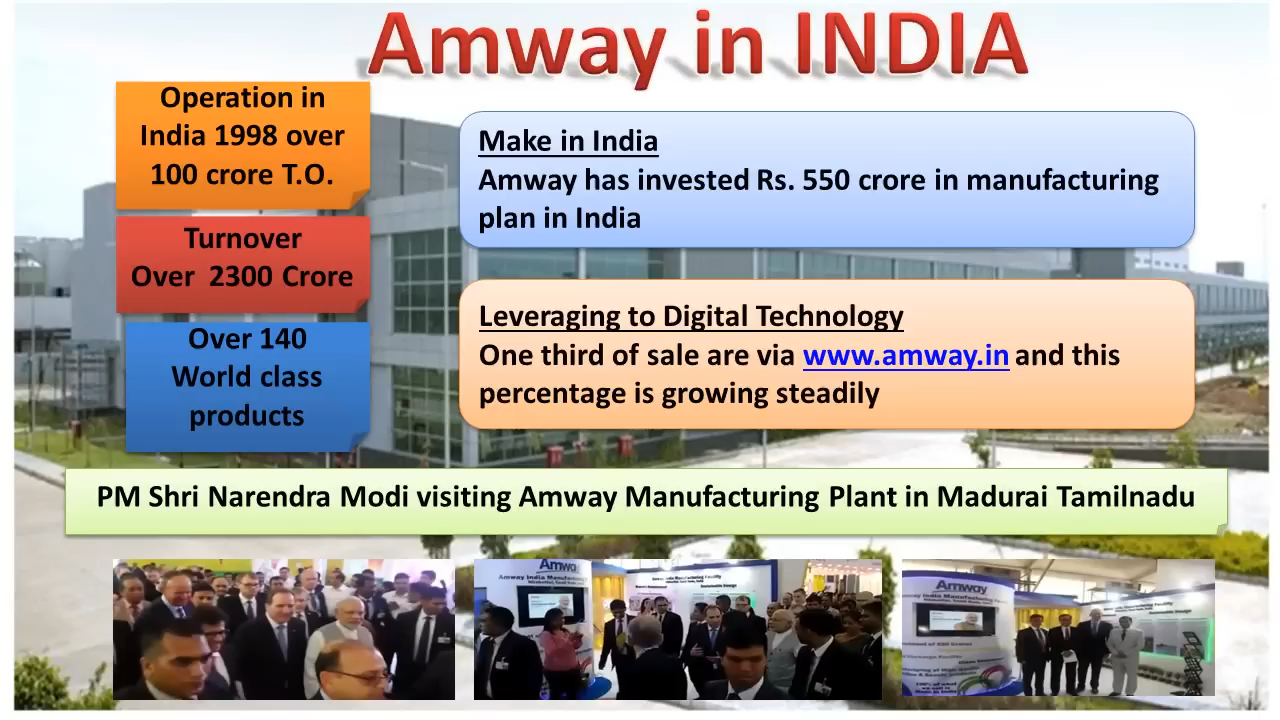 Amway in INDIA
Operation in
India 1998 over
100 crore T.O.
Turnover
Over 2300 Crore
Over 140
World class
products
Make in India
Amway has invested Rs. 550 crore in manufacturing
plan in India
Leveraging to Digital Technology
One third of sale are via www.amway.in and this
percentage is growing steadily
PM Shri Narendra Modi visiting Amway Manufacturing Plant in Madurai Tamilnadu
Amway
Amway India Manufacturing
Amway
India Manufacturing